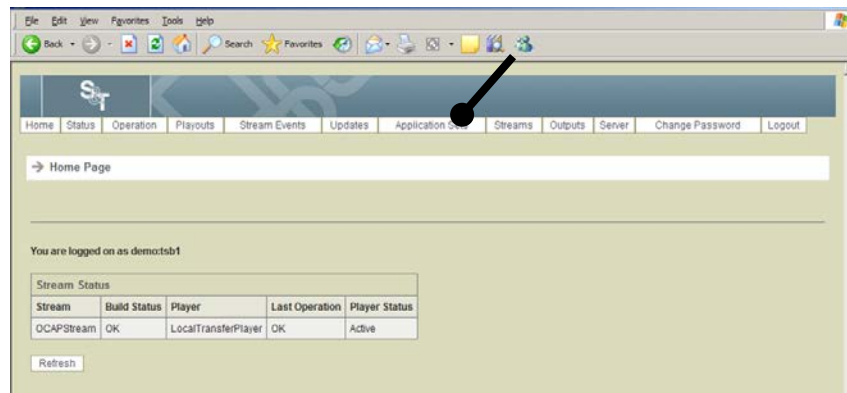 File Edit View Favorites Tools Help
Back Search Favorites
S&T
Home Status Operation Playouts Stream Events Updates Application Sets Streams Outputs Server Change Password Logout
→ Home Page
You are logged on as demo:tsb1
Stream Status
Stream Build Status Player Last Operation Player Status
OCAPStream OK LocalTransferPlayer OK Active
Refresh